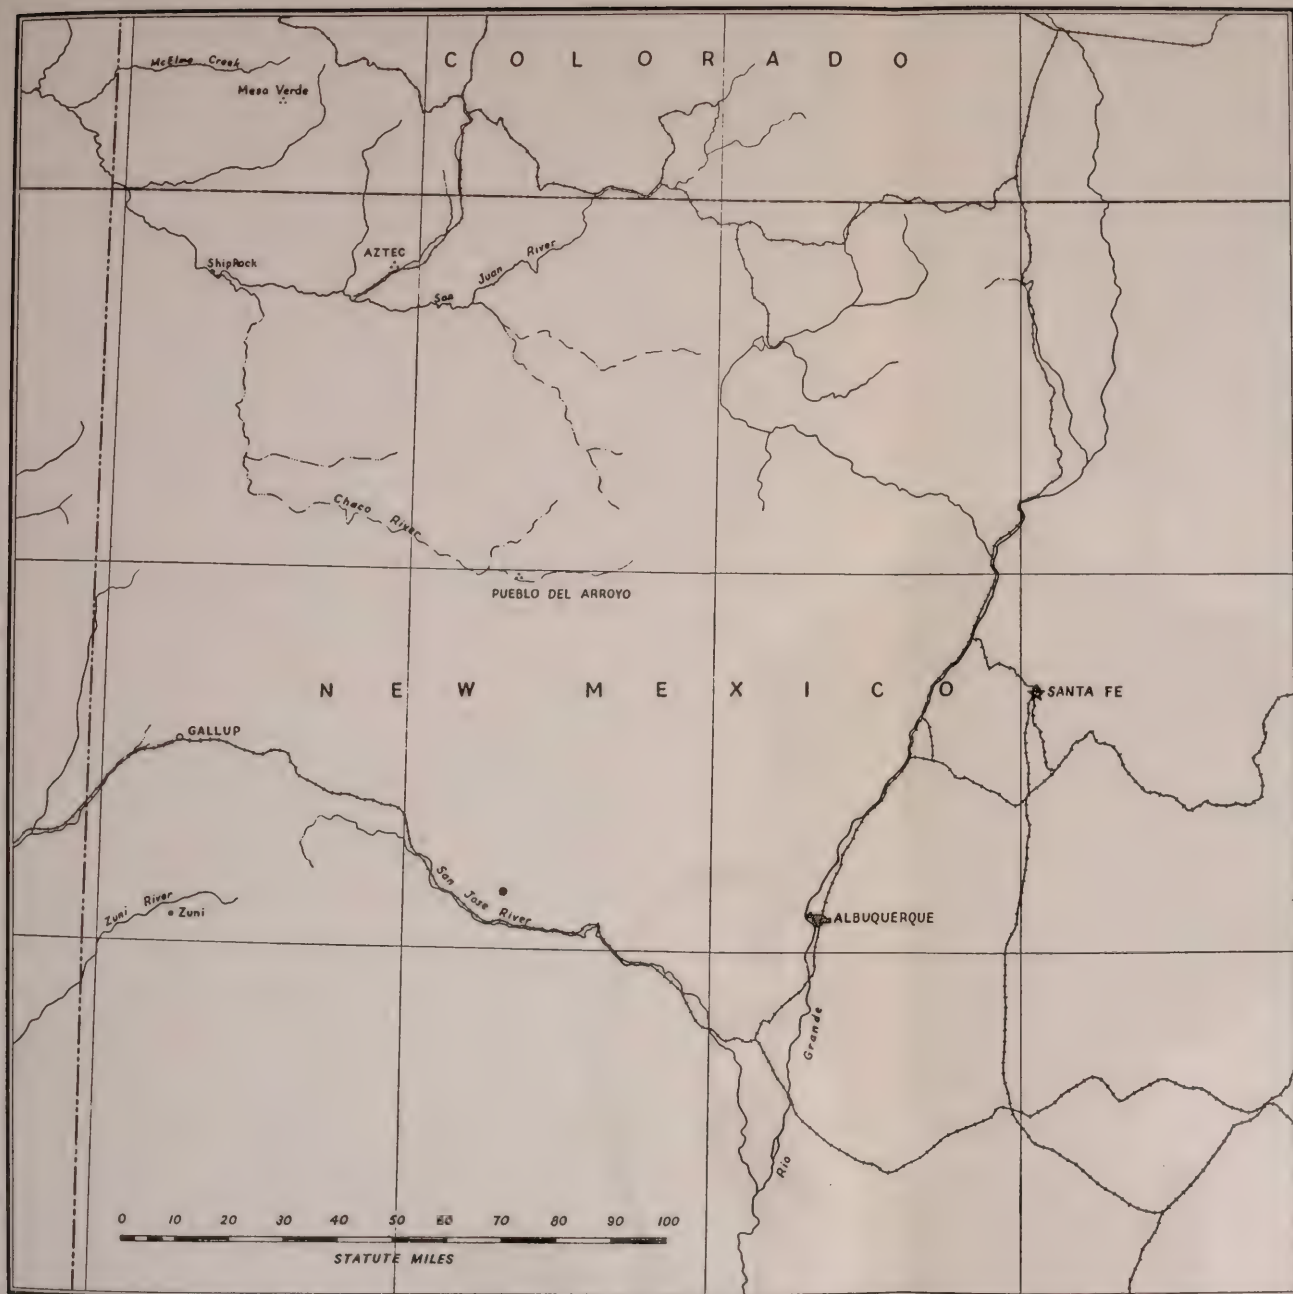 COLORADO
McElmo Creek
Mesa Verde
AZTEC
ShipRock
San Juan River
Chaco River
PUEBLO DEL ARROYO
NEW MEXICO
SANTA FE
GALLUP
San Jose River
Zuni River
Zuni
ALBUQUERQUE
Rio Grande
0 10 20 30 40 50 60 70 80 90 100
STATUTE MILES